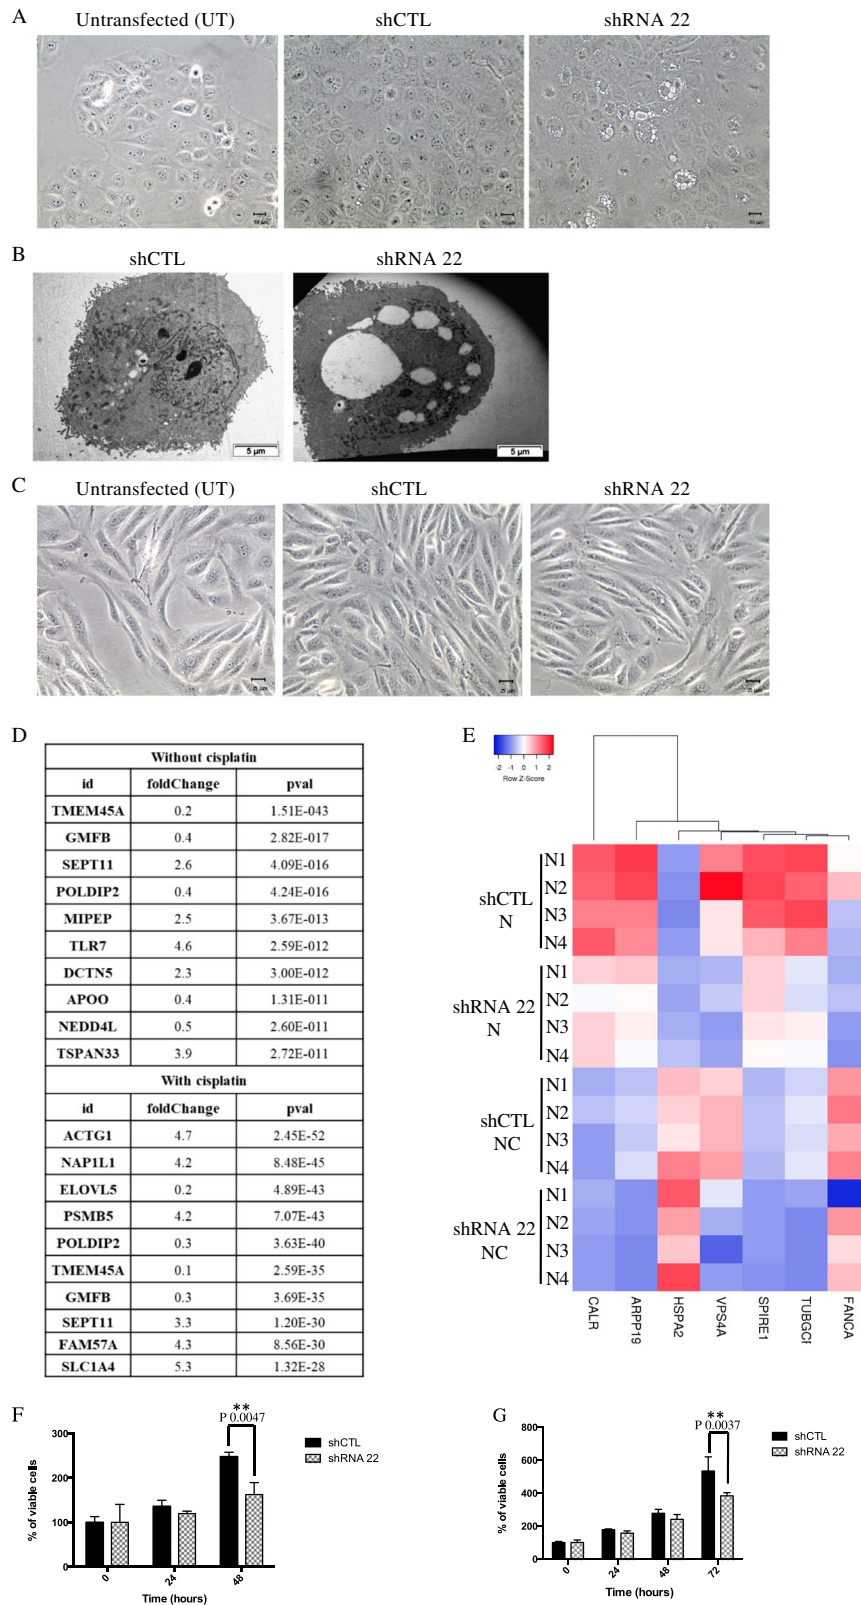 A
Untransfected (UT) shCTL shRNA 22
B
shCTL shRNA 22
5 µm 5 µm
C
Untransfected (UT) shCTL shRNA 22
25 µm
D
Without cisplatin
id foldChange pval
TMEM45A 0.2 1.51E-043
GMFB 0.4 2.82E-017
SEPT11 2.6 4.09E-016
POLDIP2 0.4 4.24E-016
MIPEP 2.5 3.67E-013
TLR7 4.6 2.59E-012
DCTN5 2.3 3.00E-012
APOO 0.4 1.31E-011
NEDD4L 0.5 2.60E-011
TSPAN33 3.9 2.72E-011
With cisplatin
id foldChange pval
ACTG1 4.7 2.45E-52
NAP1L1 4.2 8.48E-45
ELOVL5 0.2 4.89E-43
PSMB5 4.2 7.07E-43
POLDIP2 0.3 3.63E-40
TMEM45A 0.1 2.59E-35
GMFB 0.3 3.69E-35
SEPT11 3.3 1.20E-30
FAM57A 4.3 8.56E-30
SLC1A4 5.3 1.32E-28
E
-2 -1 0 1 2
Row Z-Score
shCTL
N
N1
N2
N3
N4
shRNA 22
N
N1
N2
N3
N4
shCTL
NC
N1
N2
N3
N4
shRNA 22
NC
N1
N2
N3
N4
CALR ARPP19 HSPA2 VPS4A SPIRE1 TUBGCI FANCA
F
**
P 0.0047
shCTL
shRNA 22
% of viable cells
300
200
100
0
0 24 48
Time (hours)
G
**
P 0.0037
shCTL
shRNA 22
% of viable cells
800
600
400
200
0
0 24 48 72
Time (hours)